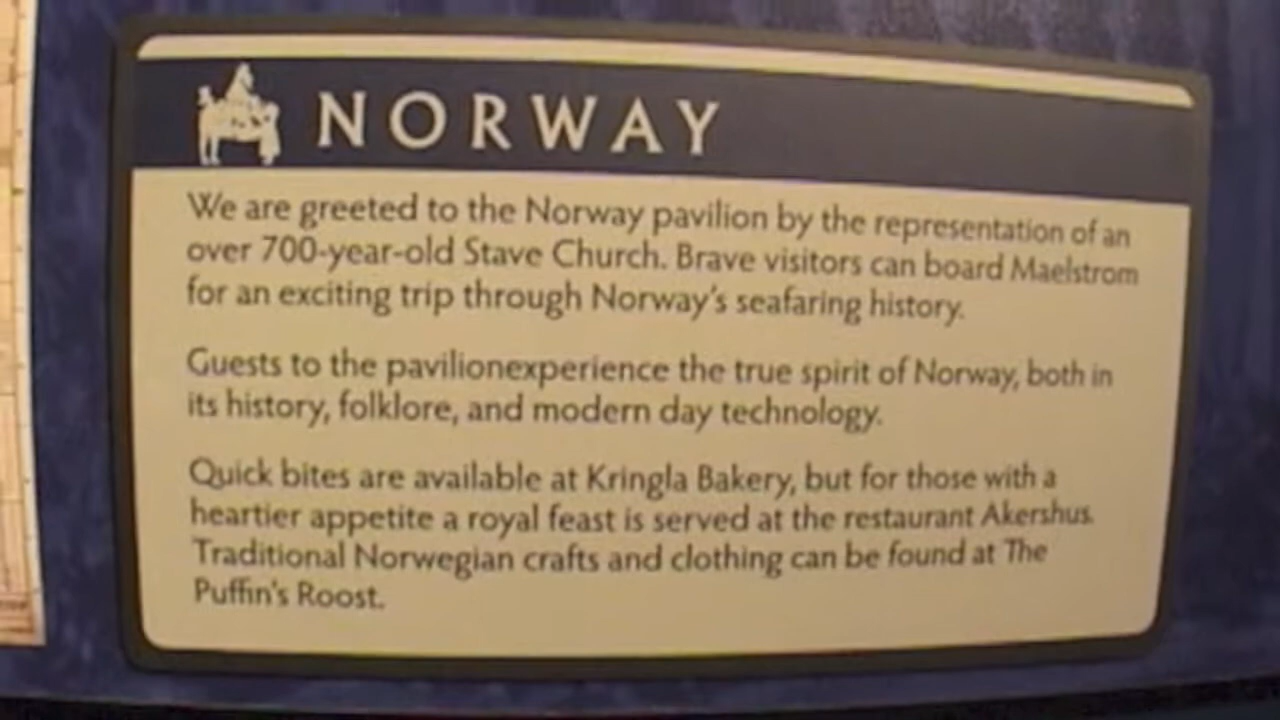 NORWAY
We are greeted to the Norway pavilion by the representation of an
over 700-year-old Stave Church. Brave visitors can board Maelstrom
for an exciting trip through Norway's seafaring history.
Guests to the pavilionexperience the true spirit of Norway, both in
its history, folklore, and modern day technology.
Quick bites are available at Kringla Bakery, but for those with a
heartier appetite a royal feast is served at the restaurant Akershus.
Traditional Norwegian crafts and clothing can be found at The
Puffin's Roost.